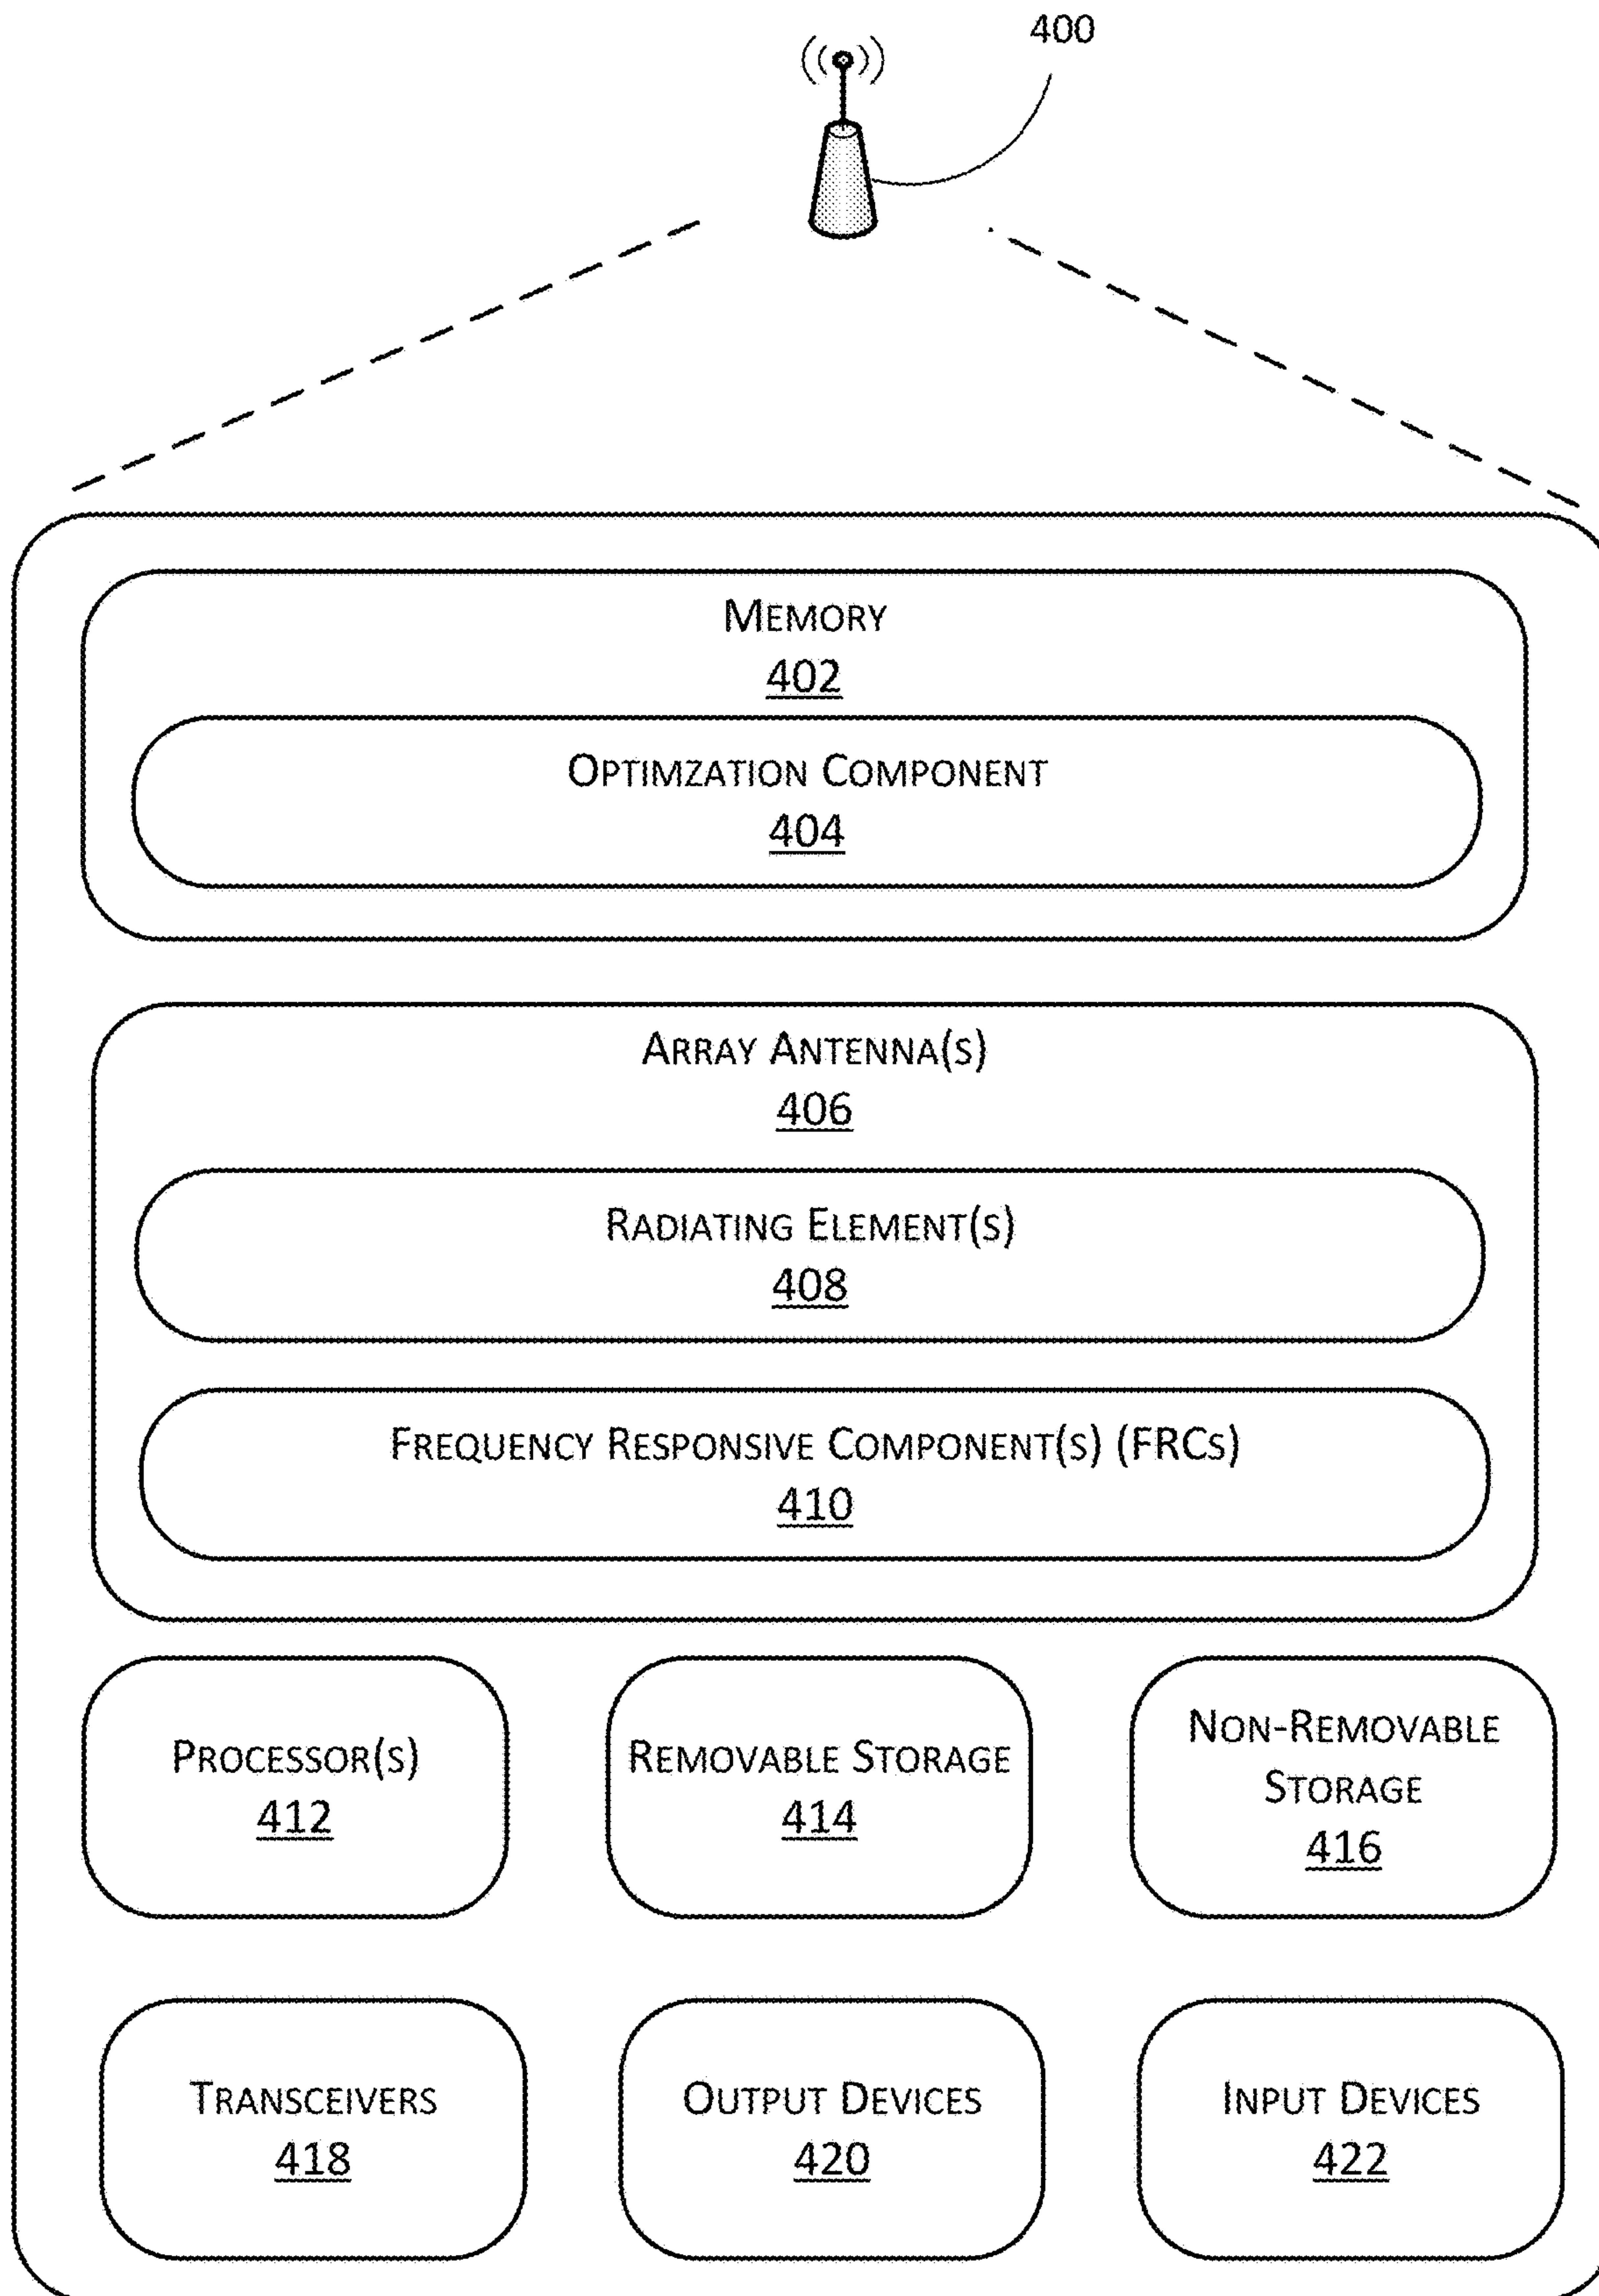 400
MEMORY
402
OPTIMZATION COMPONENT
404
ARRAY ANTENNA(S)
406
RADIATING ELEMENT(S)
408
FREQUENCY RESPONSIVE COMPONENT(S) (FRCS)
410
PROCESSOR(S)
412
REMOVABLE STORAGE
414
NON-REMOVABLE
STORAGE
416
TRANSCEIVERS
418
OUTPUT DEVICES
420
INPUT DEVICES
422